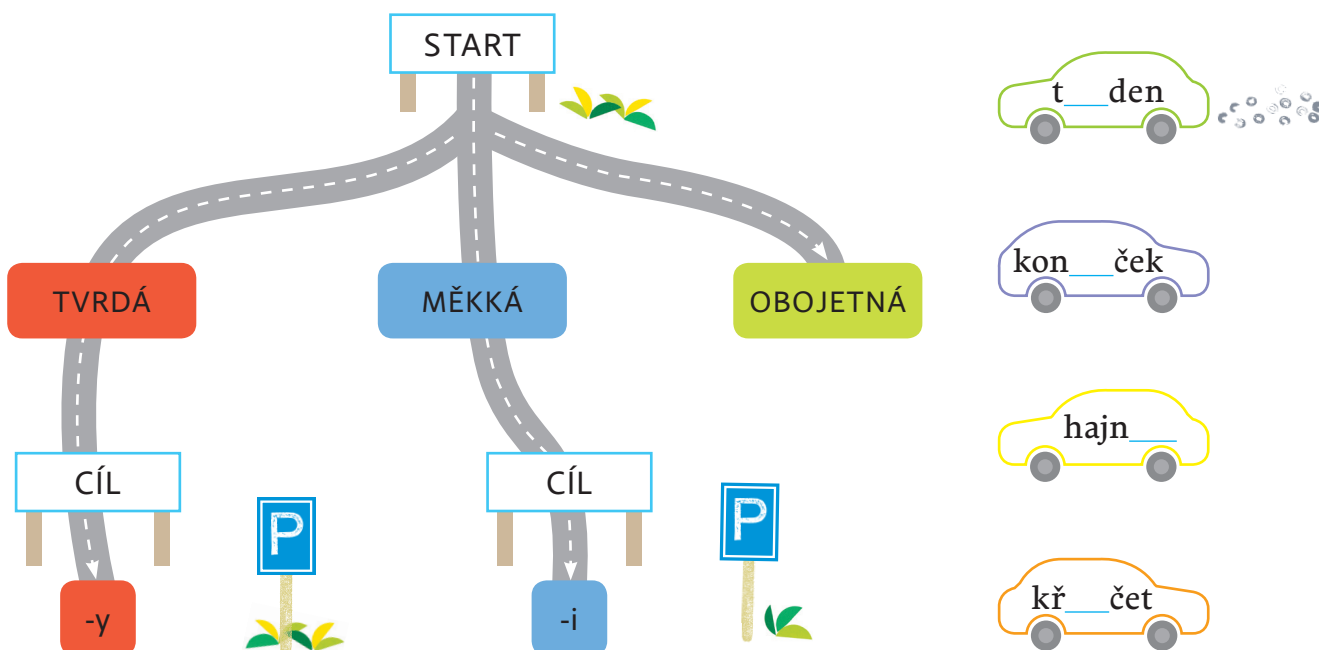 START
t___den
kon___ček
TVRDÁ
MĚKKÁ
OBOJETNÁ
hajn___
CÍL
CÍL
P
P
kř___čet
-y
-i